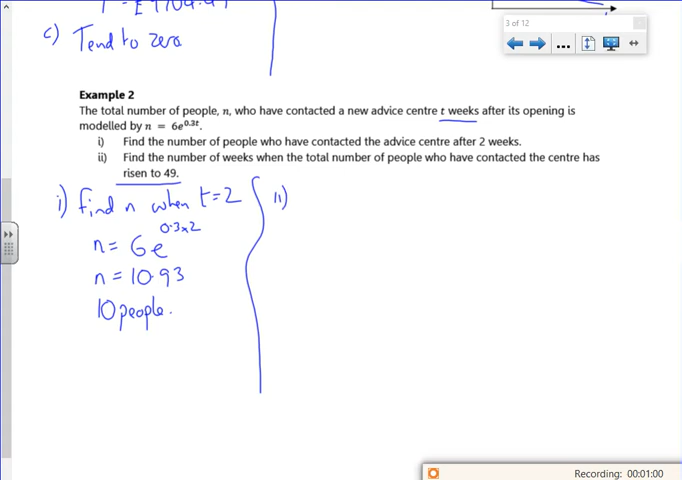 c) Tend to zero
3 of 12
Example 2
The total number of people, n, who have contacted a new advice centre t weeks after its opening is
modelled by n = 6e^0.3t.
i) Find the number of people who have contacted the advice centre after 2 weeks.
ii) Find the number of weeks when the total number of people who have contacted the centre has
risen to 49.
i) Find n when t=2
n = 6e^0.3x2
n = 10.93
10 people.
ii)
Recording: 00:01:00